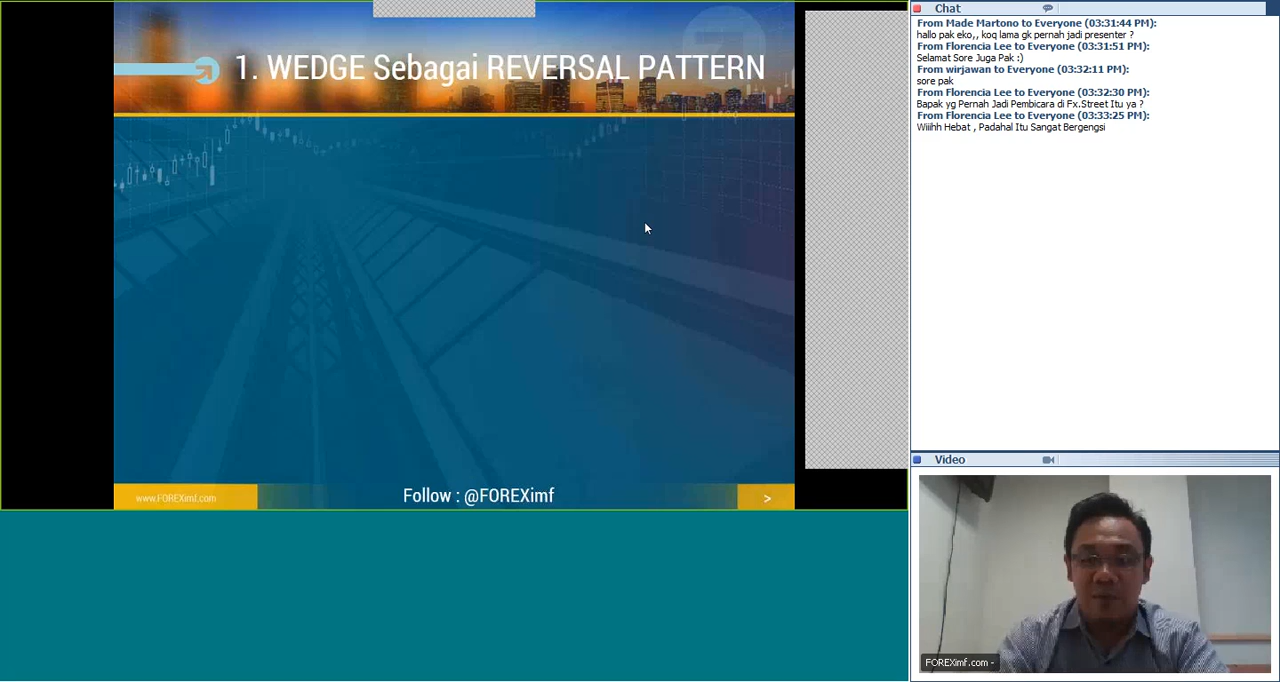 1. WEDGE Sebagai REVERSAL PATTERN
www.FOREXimf.com
Follow : @FOREXimf
>
Chat
From Made Martono to Everyone (03:31:44 PM):
hallo pak eko,, koq lama gk pernah jadi presenter ?
From Florencia Lee to Everyone (03:31:51 PM):
Selamat Sore Juga Pak :)
From wirjawan to Everyone (03:32:11 PM):
sore pak
From Florencia Lee to Everyone (03:32:30 PM):
Bapak yg Pernah Jadi Pembicara di Fx.Street Itu ya ?
From Florencia Lee to Everyone (03:33:25 PM):
Wiihh Hebat , Padahal Itu Sangat Bergengsi
Video
FOREXimf.com -